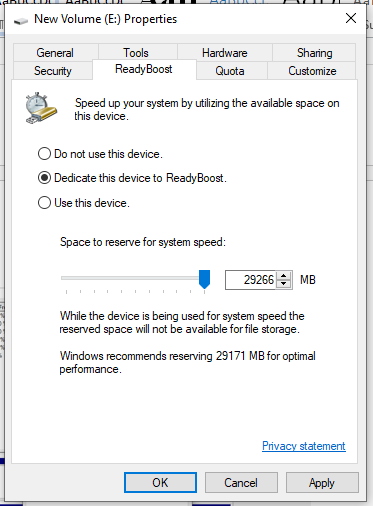 New Volume (E:) Properties
General Tools Hardware Sharing
Security ReadyBoost Quota Customize
Speed up your system by utilizing the available space on
this device.
Do not use this device.
Dedicate this device to ReadyBoost.
Use this device.
Space to reserve for system speed:
29266 MB
While the device is being used for system speed the
reserved space will not be available for file storage.
Windows recommends reserving 29171 MB for optimal
performance.
Privacy statement
OK Cancel Apply